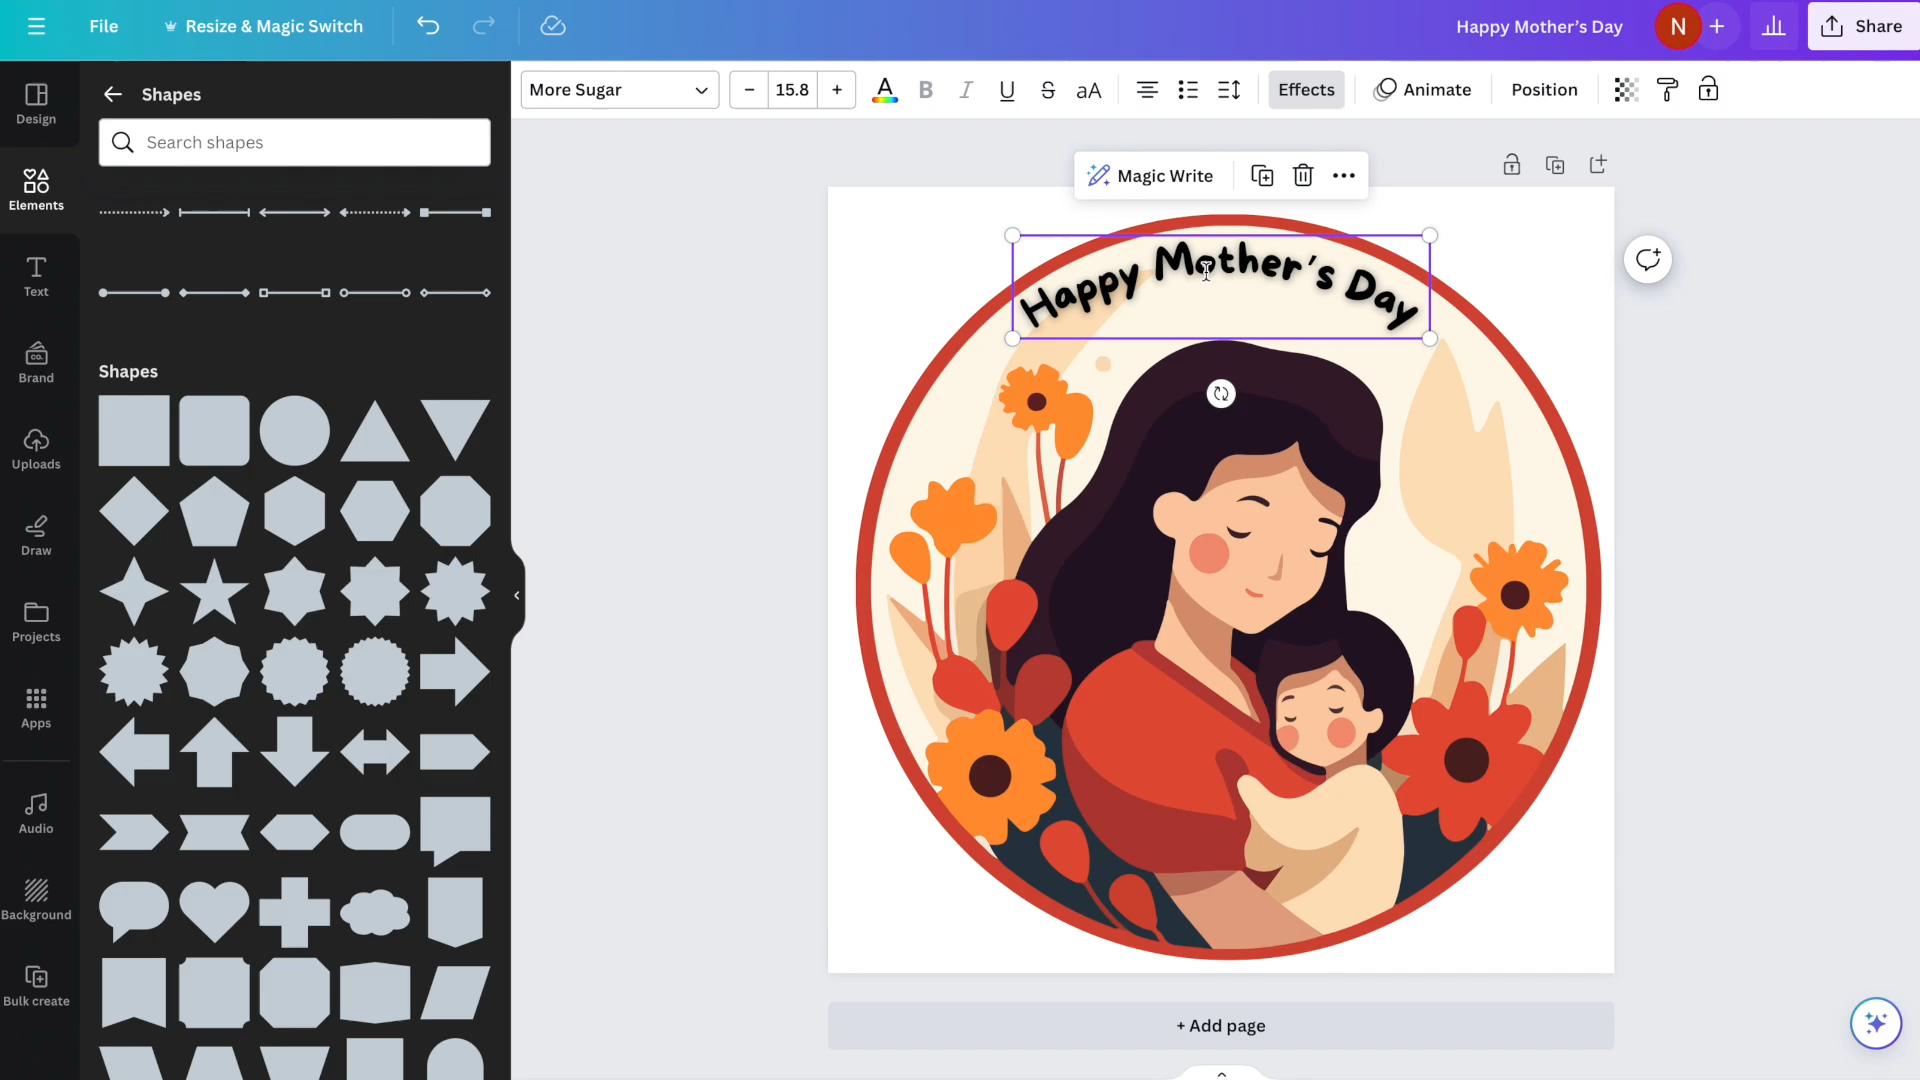 File
Resize & Magic Switch
Happy Mother's Day
N
Share
Design
Elements
Text
Brand
CO.
Uploads
Draw
Projects
Apps
Audio
Background
Bulk create
Shapes
Search shapes
Shapes
More Sugar
– 15.8 +
A B I U S aA
Effects
Animate
Position
Magic Write
Happy Mother's Day
+ Add page